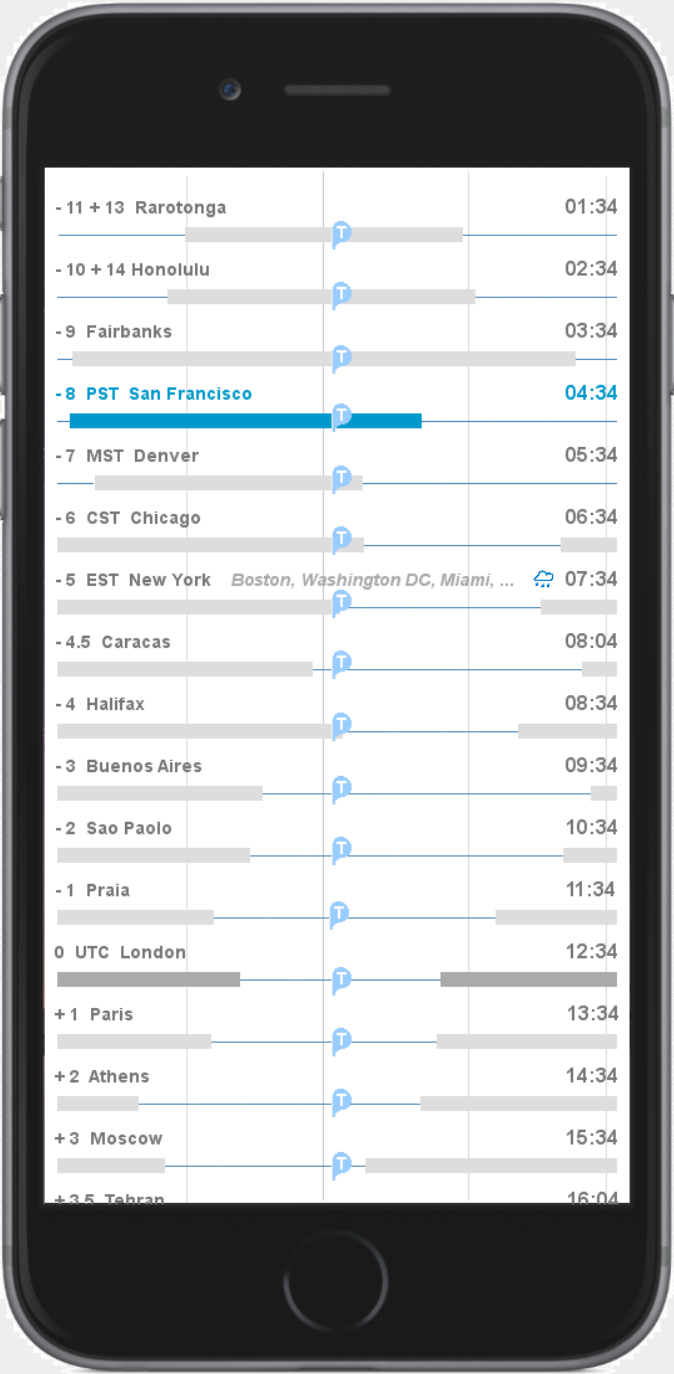 - 11 + 13 Rarotonga 01:34
T
- 10 + 14 Honolulu 02:34
T
- 9 Fairbanks 03:34
T
- 8 PST San Francisco 04:34
T
- 7 MST Denver 05:34
T
- 6 CST Chicago 06:34
T
- 5 EST New York Boston, Washington DC, Miami, ... 07:34
T
- 4.5 Caracas 08:04
T
- 4 Halifax 08:34
T
- 3 Buenos Aires 09:34
T
- 2 Sao Paolo 10:34
T
- 1 Praia 11:34
T
0 UTC London 12:34
T
+ 1 Paris 13:34
T
+ 2 Athens 14:34
T
+ 3 Moscow 15:34
T
+ 3.5 Tehran 16:04